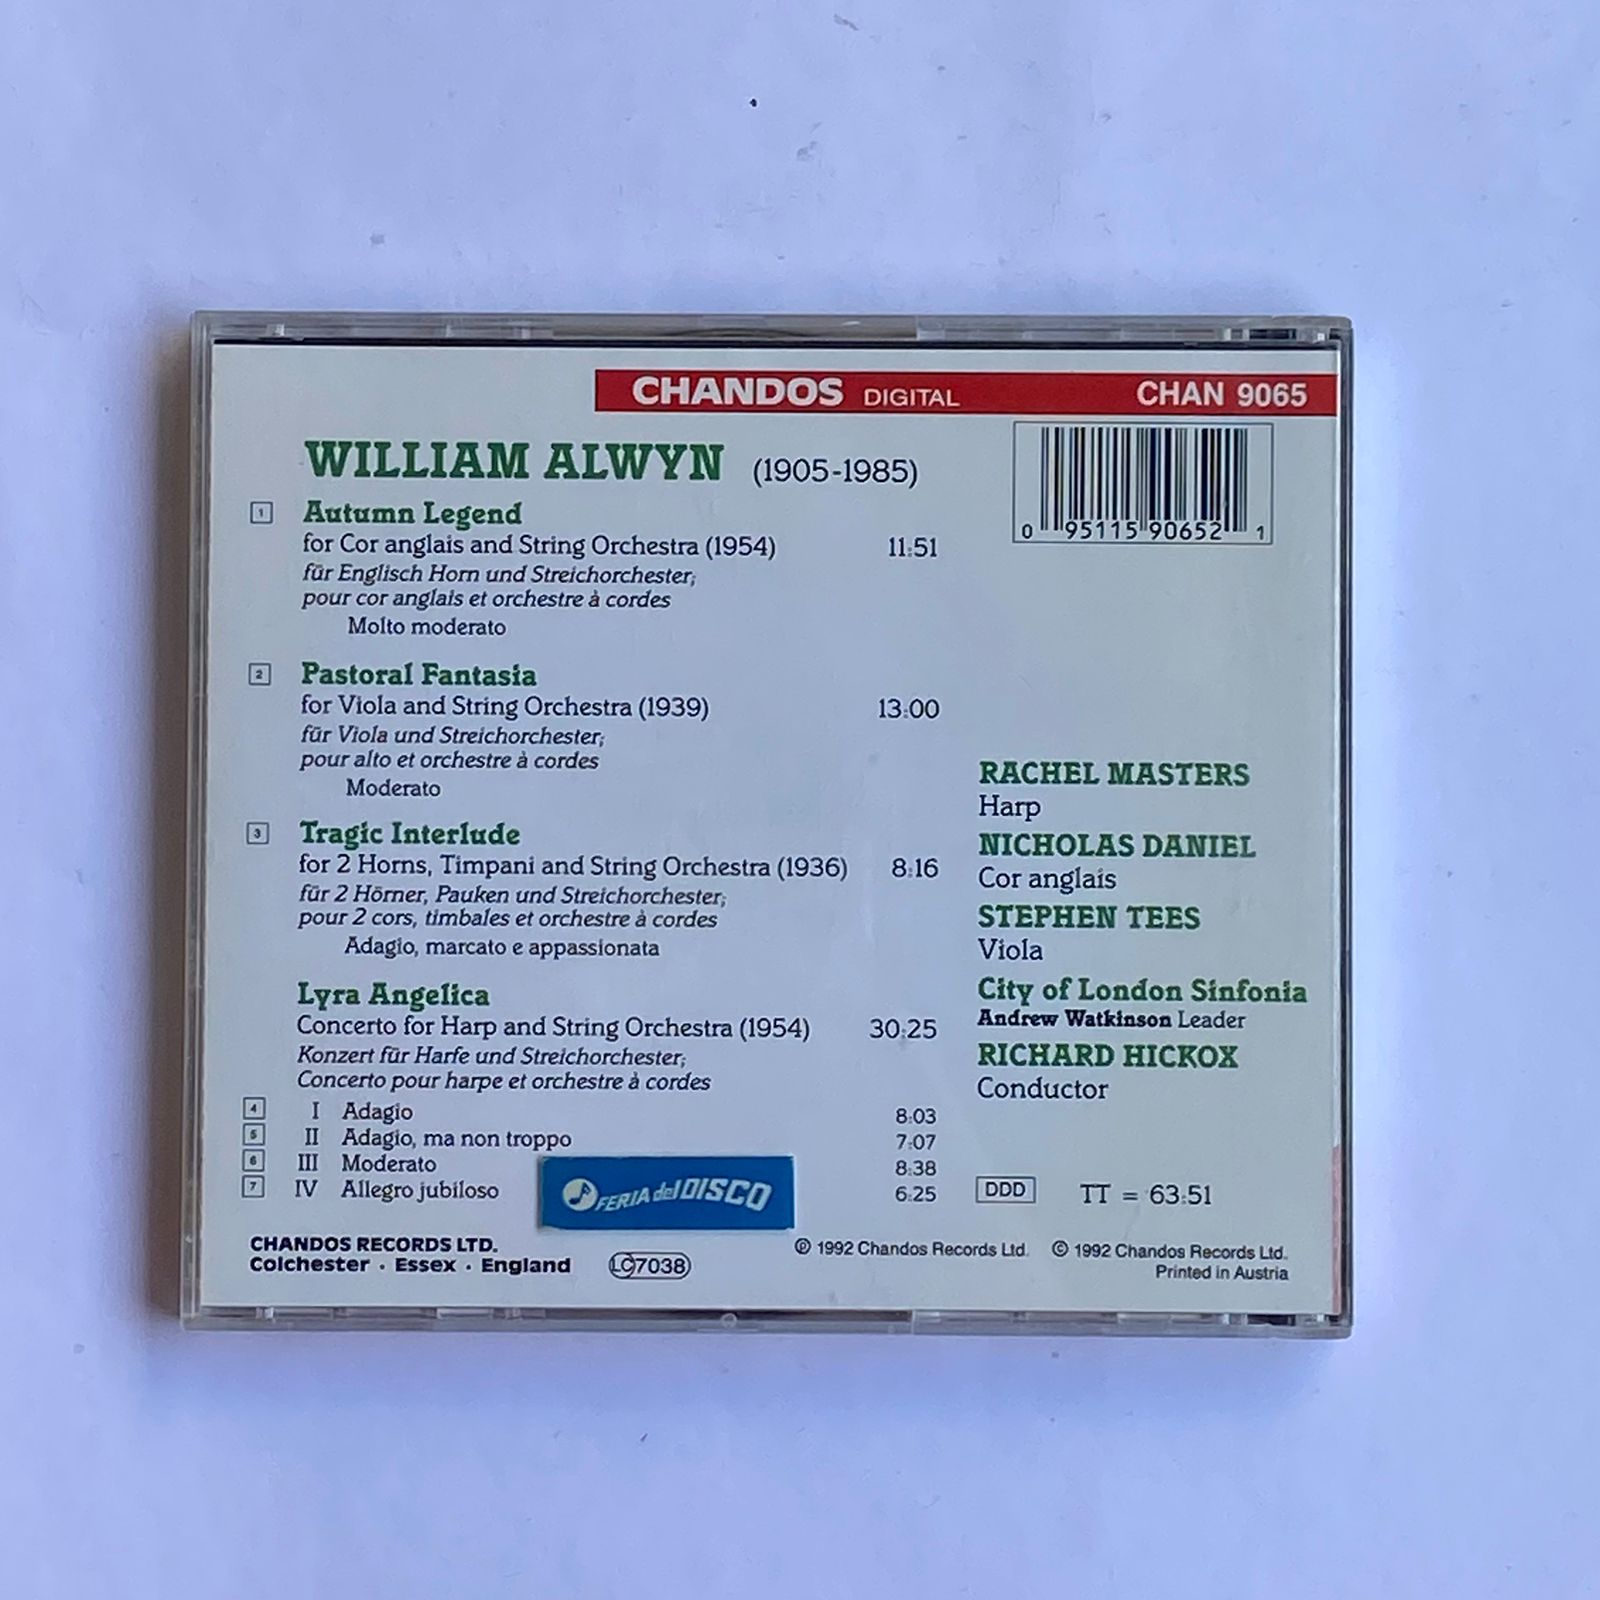 CHANDOS DIGITAL CHAN 9065
WILLIAM ALWYN (1905-1985)
0 95115 90652 1
1 Autumn Legend
for Cor anglais and String Orchestra (1954) 11:51
für Englisch Horn und Streichorchester;
pour cor anglais et orchestre à cordes
Molto moderato
2 Pastoral Fantasia
for Viola and String Orchestra (1939) 13:00
für Viola und Streichorchester;
pour alto et orchestre à cordes
Moderato
3 Tragic Interlude
for 2 Horns, Timpani and String Orchestra (1936) 8:16
für 2 Hörner, Pauken und Streichorchester;
pour 2 cors, timbales et orchestre à cordes
Adagio, marcato e appassionata
Lyra Angelica
Concerto for Harp and String Orchestra (1954) 30:25
Konzert für Harfe und Streichorchester;
Concerto pour harpe et orchestre à cordes
4 I Adagio 8:03
5 II Adagio, ma non troppo 7:07
6 III Moderato 8:38
7 IV Allegro jubiloso 6:25
FERIA del DISCO
RACHEL MASTERS
Harp
NICHOLAS DANIEL
Cor anglais
STEPHEN TEES
Viola
City of London Sinfonia
Andrew Watkinson Leader
RICHARD HICKOX
Conductor
DDD TT = 63:51
CHANDOS RECORDS LTD.
Colchester · Essex · England
LC 7038
℗ 1992 Chandos Records Ltd. © 1992 Chandos Records Ltd.
Printed in Austria